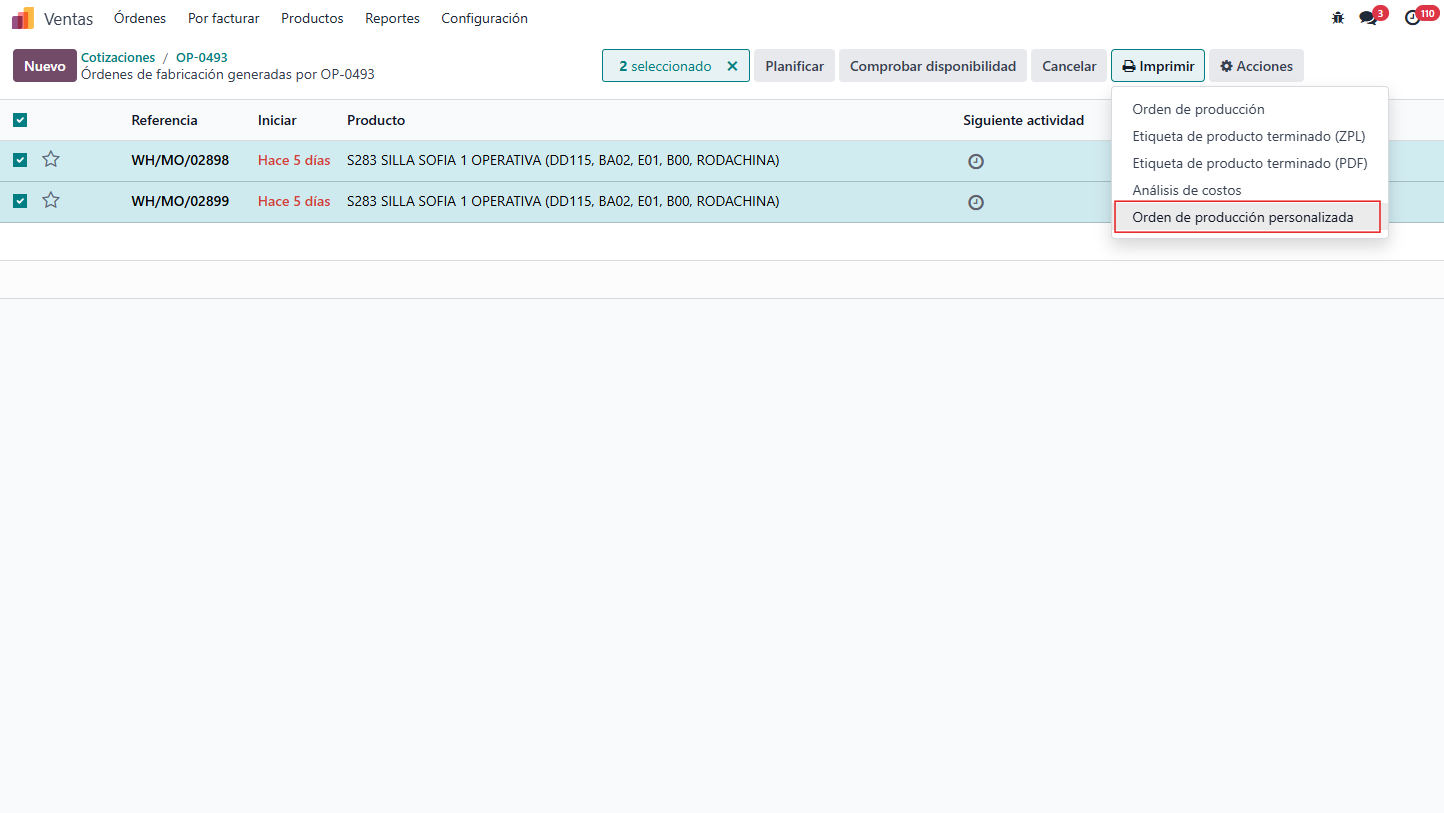 Ventas Órdenes Por facturar Productos Reportes Configuración 3 110
Nuevo Cotizaciones / OP-0493
Órdenes de fabricación generadas por OP-0493
2 seleccionado Planificar Comprobar disponibilidad Cancelar Imprimir Acciones
Referencia Iniciar Producto Siguiente actividad
WH/MO/02898 Hace 5 días S283 SILLA SOFIA 1 OPERATIVA (DD115, BA02, E01, B00, RODACHINA)
WH/MO/02899 Hace 5 días S283 SILLA SOFIA 1 OPERATIVA (DD115, BA02, E01, B00, RODACHINA)
Orden de producción
Etiqueta de producto terminado (ZPL)
Etiqueta de producto terminado (PDF)
Análisis de costos
Orden de producción personalizada